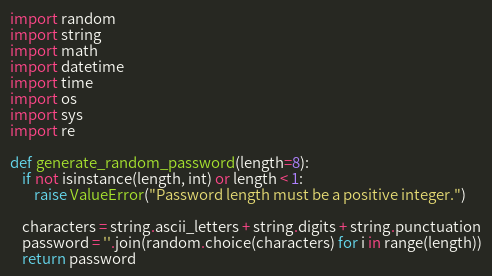 import random
import string
import math
import datetime
import time
import os
import sys
import re

def generate_random_password(length=8):
    if not isinstance(length, int) or length < 1:
        raise ValueError("Password length must be a positive integer.")

    characters = string.ascii_letters + string.digits + string.punctuation
    password = ''.join(random.choice(characters) for i in range(length))
    return password